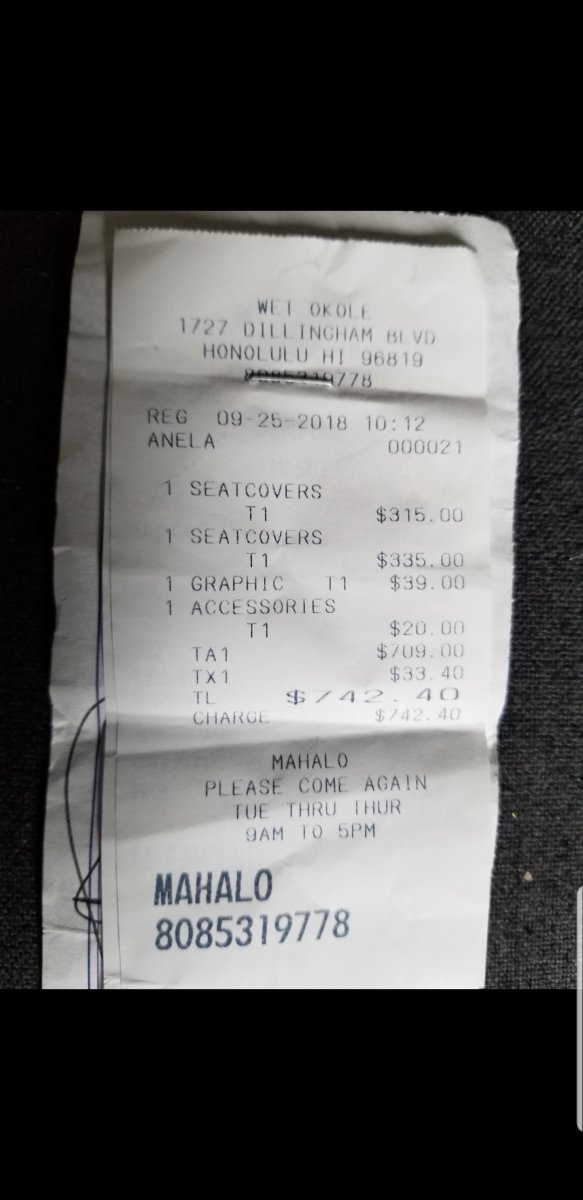 WET OKOLE
1727 DILLINGHAM BLVD
HONOLULU HI 96819
8085319778
REG 09-25-2018 10:12
ANELA 000021
1 SEATCOVERS
T1 $315.00
1 SEATCOVERS
T1 $335.00
1 GRAPHIC T1 $39.00
1 ACCESSORIES
T1 $20.00
TA1 $709.00
TX1 $33.40
TL $742.40
CHARGE $742.40
MAHALO
PLEASE COME AGAIN
TUE THRU THUR
9AM TO 5PM
MAHALO
8085319778